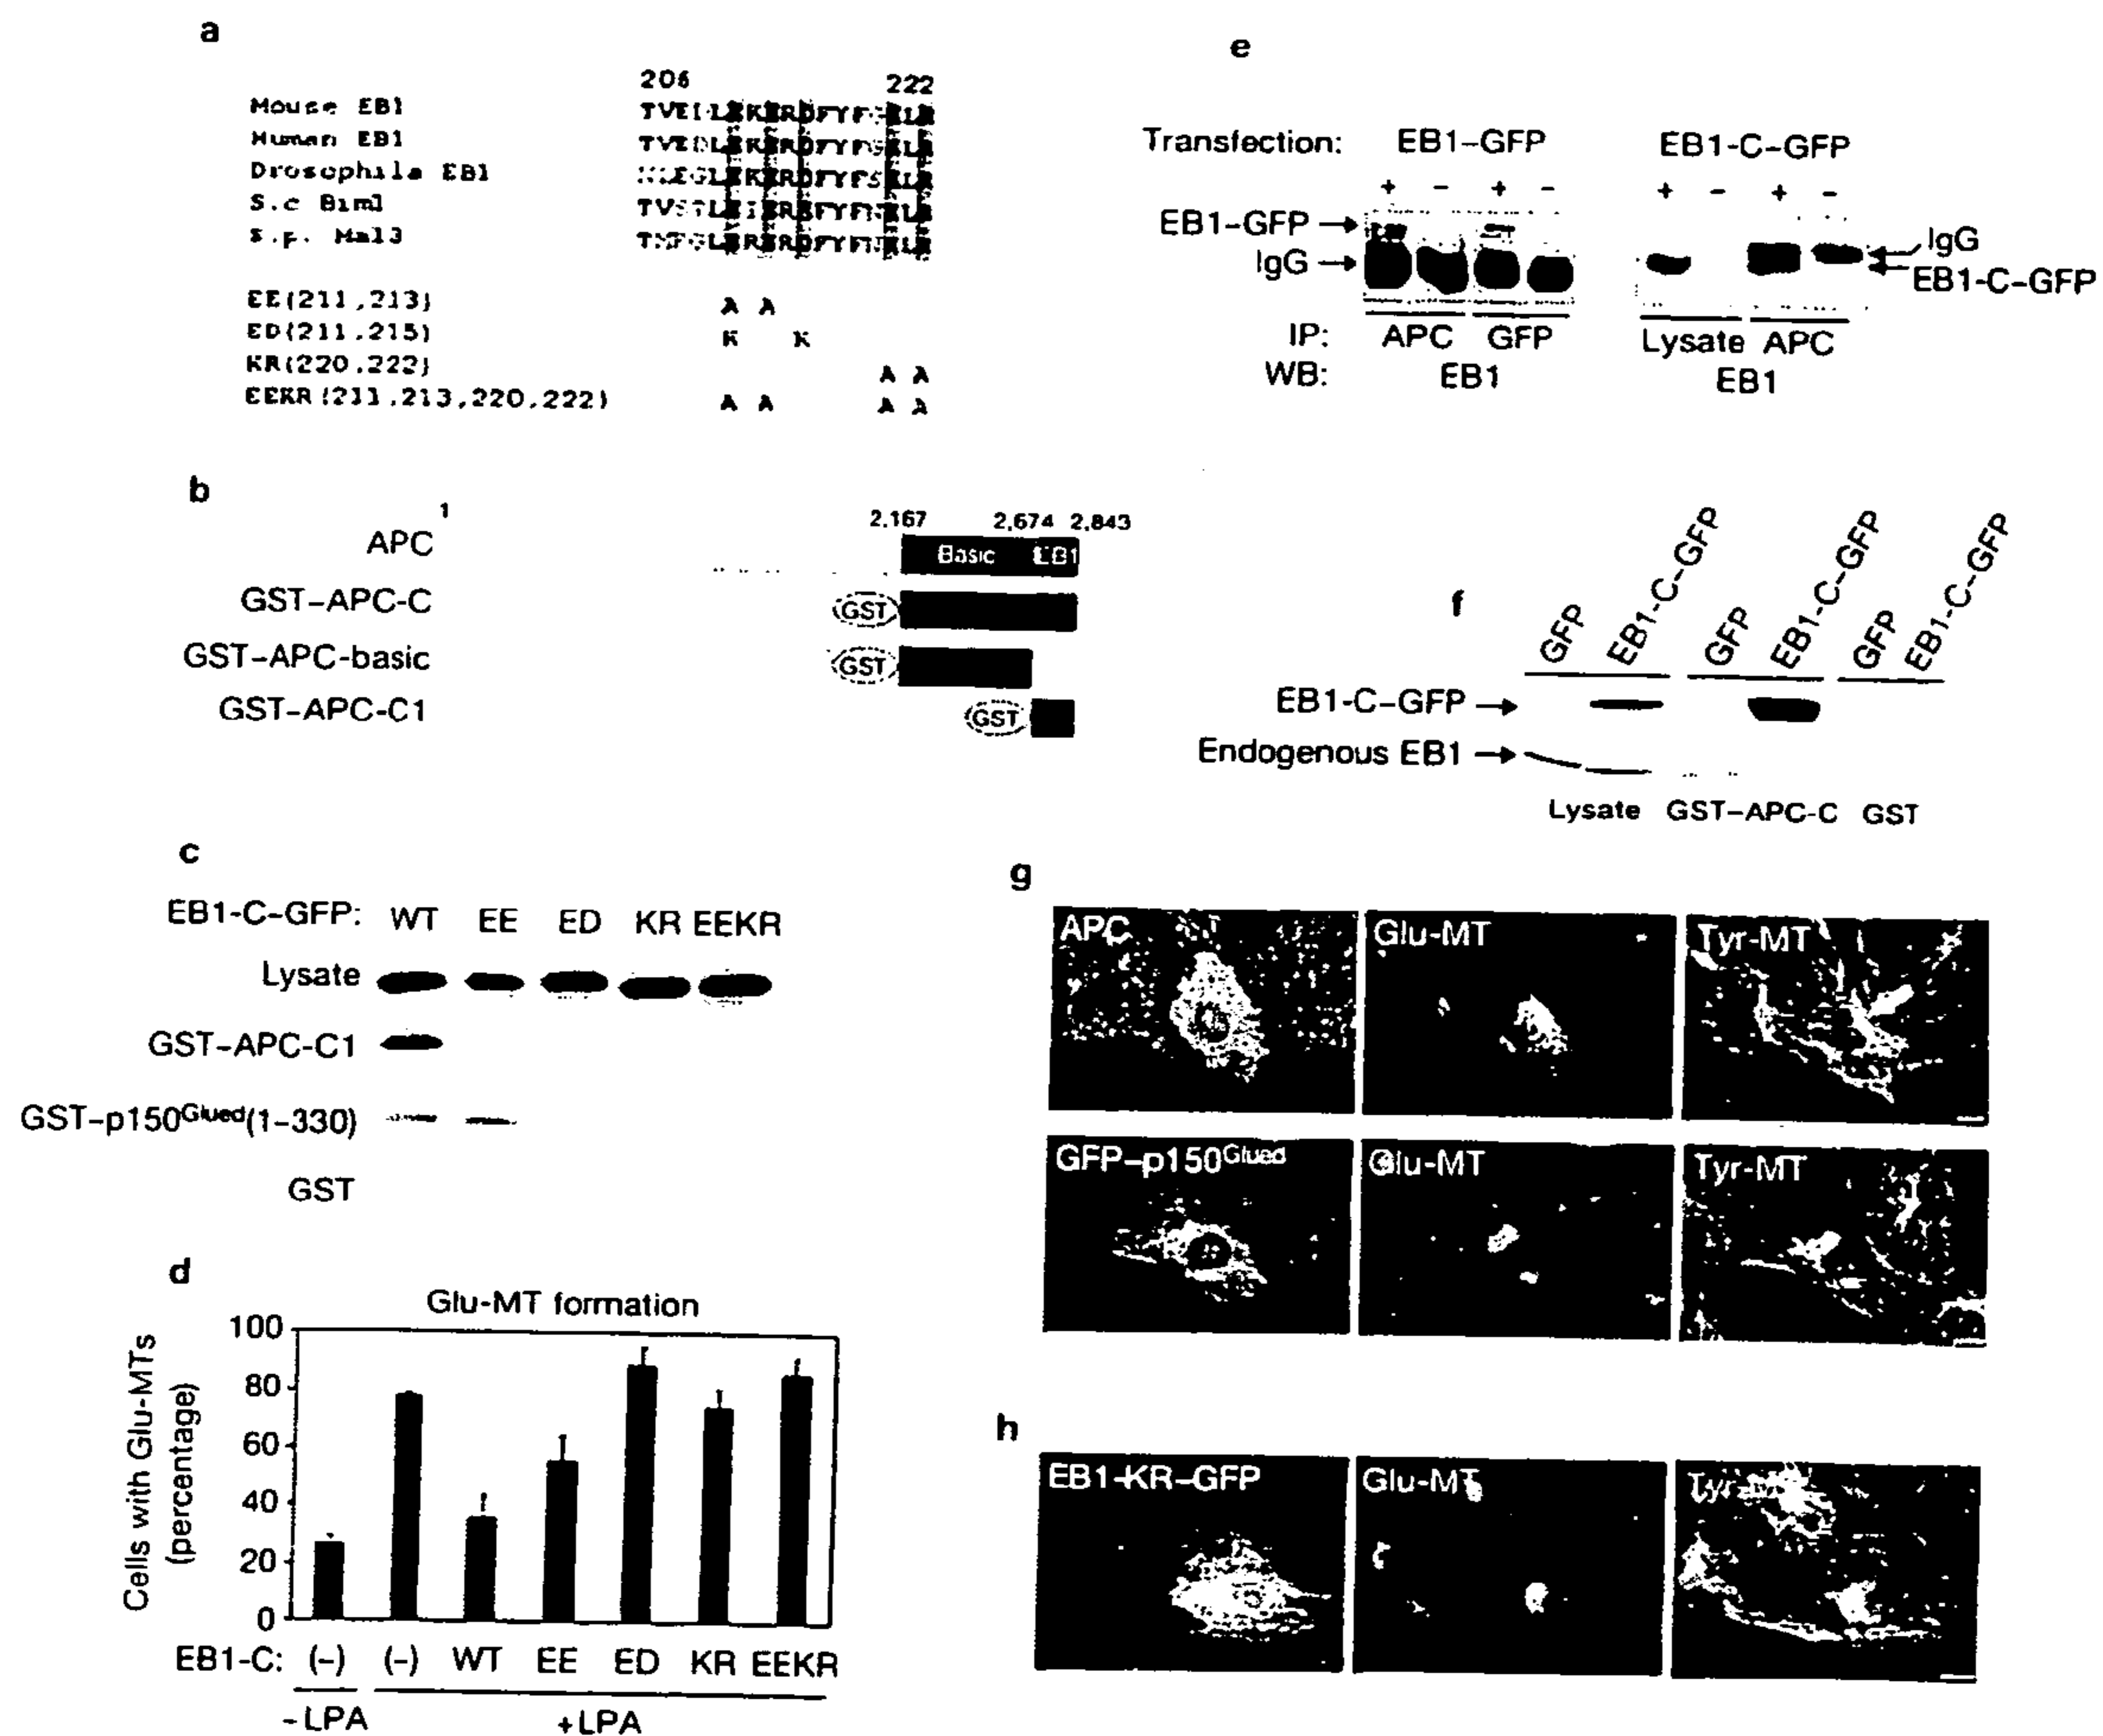 a
206 222
Mouse EB1
Human EB1
Drosophila EB1
S.c Bim1
S.p. Mal3
EE(211,213) A A
ED(211,215) K K
KR(220,222) A A
EEKR(211,213,220,222) A A A A
b
1 2,167 2,674 2,843
APC Basic EB1
GST–APC-C GST
GST–APC-basic GST
GST–APC-C1 GST
c
EB1-C–GFP: WT EE ED KR EEKR
Lysate
GST–APC-C1
GST–p150Glued(1–330)
GST
d
Glu-MT formation
Cells with Glu-MTs
(percentage)
100
80
60
40
20
0
EB1-C: (–) (–) WT EE ED KR EEKR
–LPA +LPA
e
Transfection: EB1–GFP EB1-C–GFP
+ – + – + – + –
EB1–GFP
IgG
IgG
EB1-C–GFP
IP: APC GFP Lysate APC
WB: EB1 EB1
f
GFP EB1-C–GFP GFP EB1-C–GFP GFP EB1-C–GFP
EB1-C–GFP
Endogenous EB1
Lysate GST–APC-C GST
g
APC Glu-MT Tyr-MT
GFP–p150Glued Glu-MT Tyr-MT
h
EB1–KR–GFP Glu-MT Tyr-MT